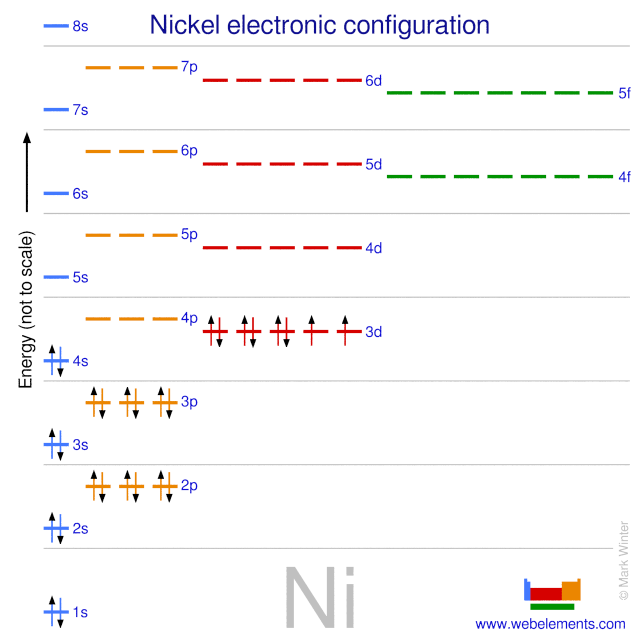 Nickel electronic configuration
8s
7p
6d
5f
7s
6p
5d
4f
6s
5p
4d
5s
4p
3d
4s
3p
3s
2p
2s
1s
Energy (not to scale)
Ni
© Mark Winter
www.webelements.com